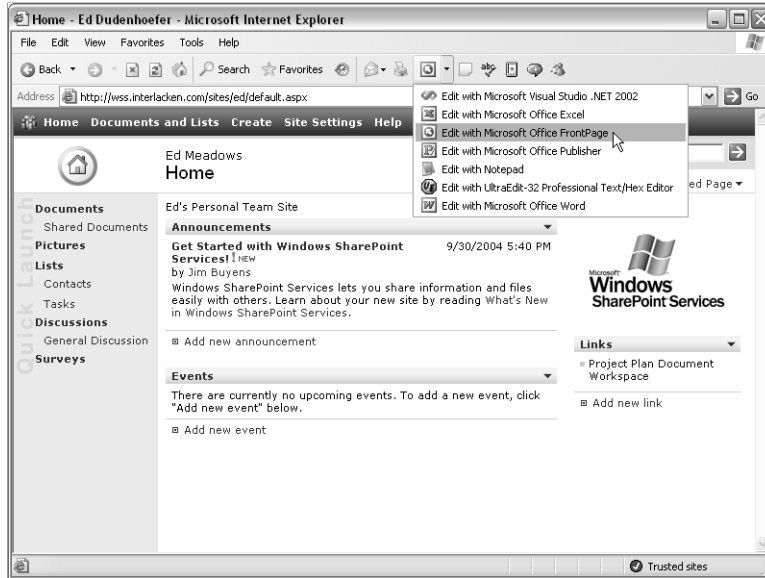 Home - Ed Dudenhoefer - Microsoft Internet Explorer
File Edit View Favorites Tools Help
Back Search Favorites
Address http://wss.interlacken.com/sites/ed/default.aspx Go
Edit with Microsoft Visual Studio .NET 2002
Edit with Microsoft Office Excel
Edit with Microsoft Office FrontPage
Edit with Microsoft Office Publisher
Edit with Notepad
Edit with UltraEdit-32 Professional Text/Hex Editor
Edit with Microsoft Office Word
Home Documents and Lists Create Site Settings Help
Ed Meadows
Home
ed Page
Quick Launch
Documents
Shared Documents
Pictures
Lists
Contacts
Tasks
Discussions
General Discussion
Surveys
Ed's Personal Team Site
Announcements
Get Started with Windows SharePoint 9/30/2004 5:40 PM
Services! NEW
by Jim Buyens
Windows SharePoint Services lets you share information and files
easily with others. Learn about your new site by reading What's New
in Windows SharePoint Services.
Add new announcement
Events
There are currently no upcoming events. To add a new event, click
"Add new event" below.
Add new event
Microsoft
Windows
SharePoint Services
Links
Project Plan Document
Workspace
Add new link
Trusted sites